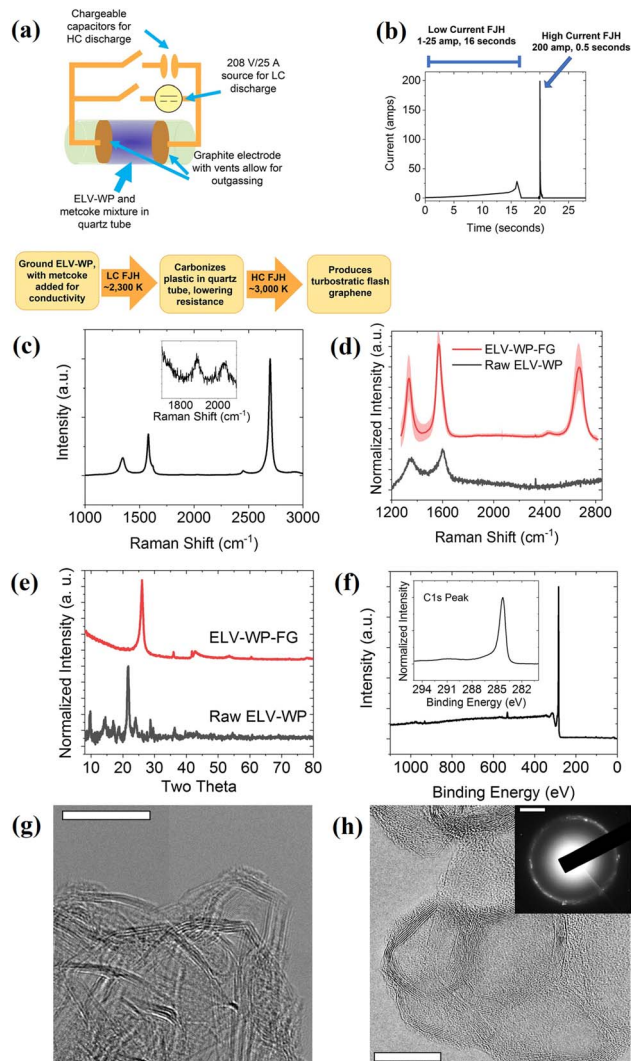 (a)
Chargeable
capacitors for
HC discharge
208 V/25 A
source for LC
discharge
Graphite electrode
with vents allow for
outgassing
ELV-WP and
metcoke mixture in
quartz tube
(b)
Low Current FJH
1-25 amp, 16 seconds
High Current FJH
200 amp, 0.5 seconds
Current (amps)
200
150
100
50
0
0 5 10 15 20 25
Time (seconds)
Ground ELV-WP,
with metcoke
added for
conductivity
LC FJH
~2,300 K
Carbonizes
plastic in quartz
tube, lowering
resistance
HC FJH
~3,000 K
Produces
turbostratic flash
graphene
(c)
Intensity (a.u.)
1800 2000
Raman Shift (cm-1)
1000 1500 2000 2500 3000
Raman Shift (cm-1)
(d)
Normalized Intensity (a.u.)
ELV-WP-FG
Raw ELV-WP
1200 1600 2000 2400 2800
Raman Shift (cm-1)
(e)
Normalized Intensity (a. u.)
ELV-WP-FG
Raw ELV-WP
10 20 30 40 50 60 70 80
Two Theta
(f)
Intensity (a.u.)
Normalized Intensity
C1s Peak
294 291 288 285 282
Binding Energy (eV)
1000 800 600 400 200 0
Binding Energy (eV)
(g)
(h)